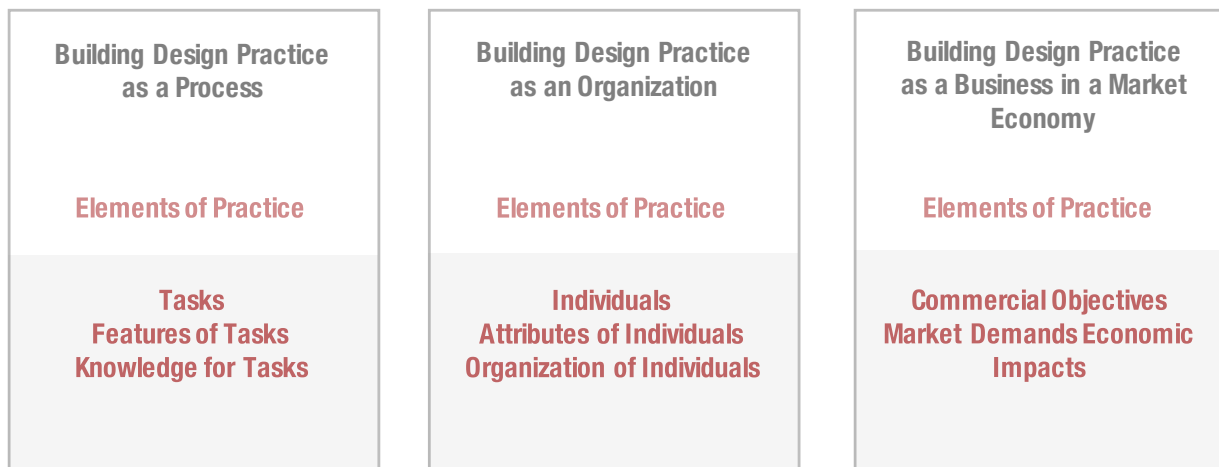 Building Design Practice
as a Process
Elements of Practice
Tasks
Features of Tasks
Knowledge for Tasks
Building Design Practice
as an Organization
Elements of Practice
Individuals
Attributes of Individuals
Organization of Individuals
Building Design Practice
as a Business in a Market
Economy
Elements of Practice
Commercial Objectives
Market Demands Economic
Impacts